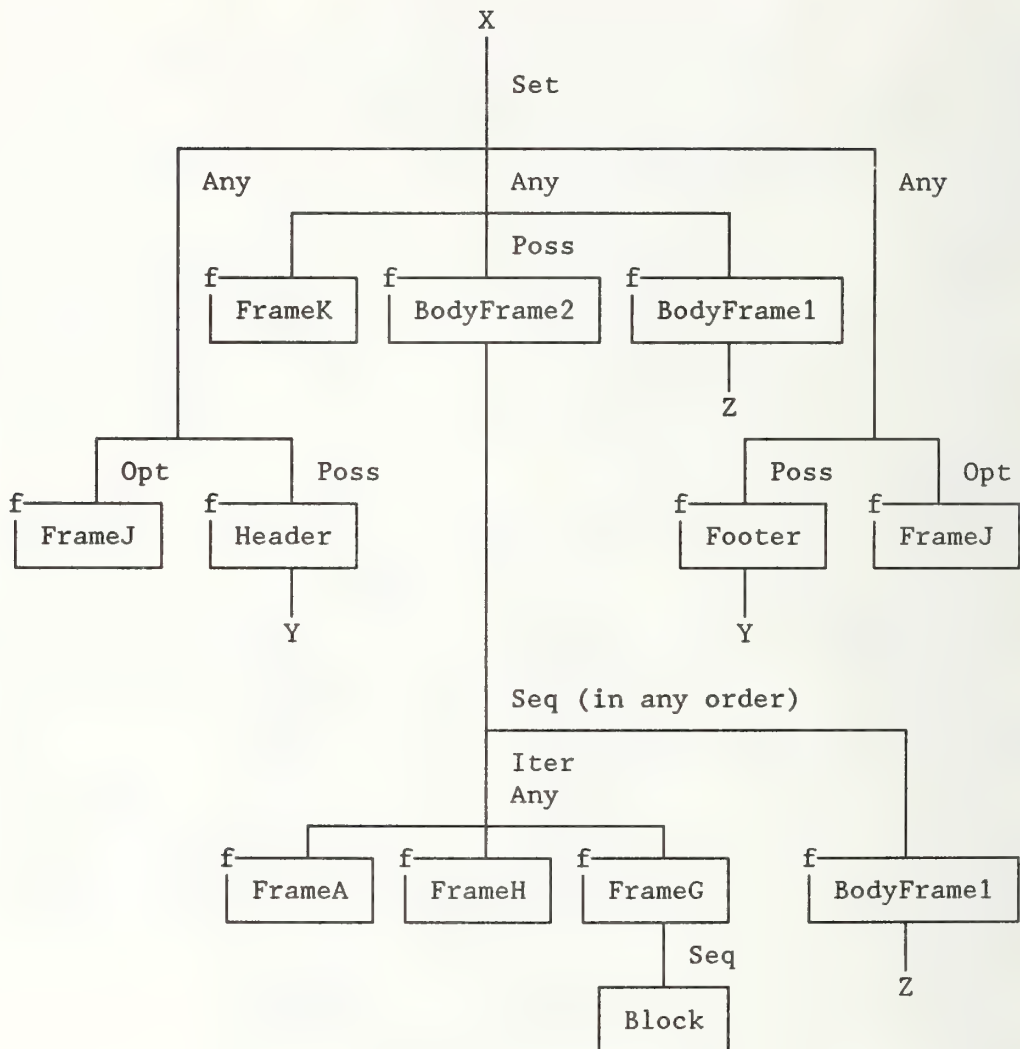 X
Set
Any Any Any
Poss
f f f
FrameK BodyFrame2 BodyFrame1
Z
Opt Poss Poss Opt
f f f f
FrameJ Header Footer FrameJ
Y Y
Seq (in any order)
Iter
Any
f f f f
FrameA FrameH FrameG BodyFrame1
Seq Z
Block